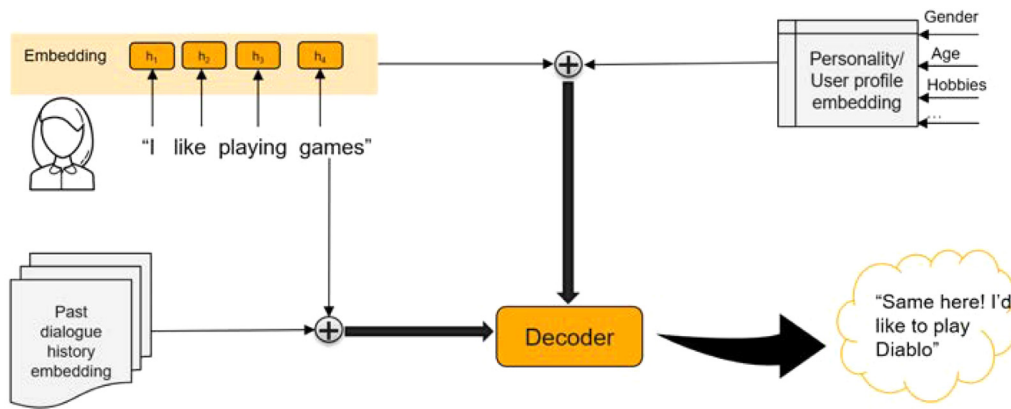 Embedding
h1
h2
h3
h4
"I like playing games"
Gender
Age
Hobbies
...
Personality/
User profile
embedding
Past
dialogue
history
embedding
Decoder
"Same here! I'd
like to play
Diablo"